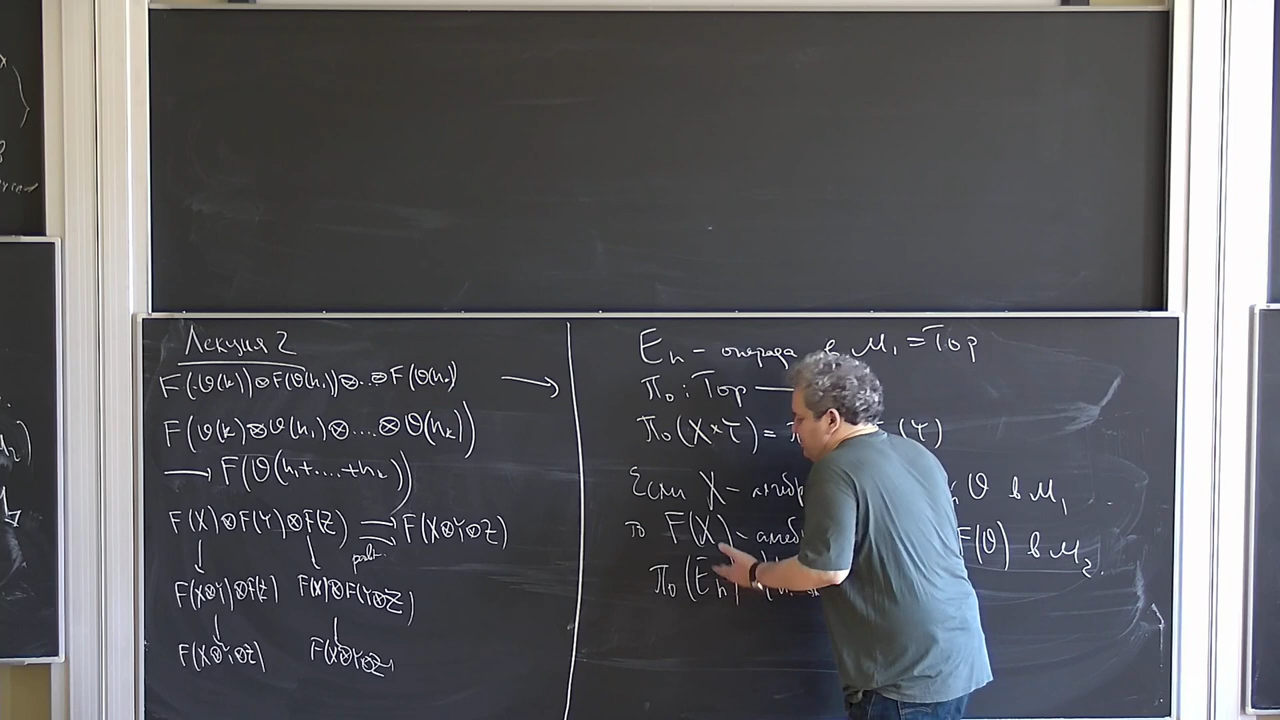 Лекция 2
F(O(k))⊗F(O(n₁))⊗...⊗F(O(nₖ)) ⟶
F(O(k)⊗O(n₁)⊗....⊗O(nₖ))
⟶ F(O(n₁+...+nₖ))
F(X)⊗F(Y)⊗F(Z) ⇉ F(X⊗Y⊗Z)
F(X⊗Y)⊗F(Z) F(X)⊗F(Y⊗Z)
F(X⊗Y⊗Z) F(X⊗Y⊗Z)
Eₙ - операда в M₁ = Top
π₀ : Top —
π₀(X×Y) = (Y)
Если X - алгебр O в M₁
то F(X) - алгеб F(O) в M₂.
π₀(Eₙ)